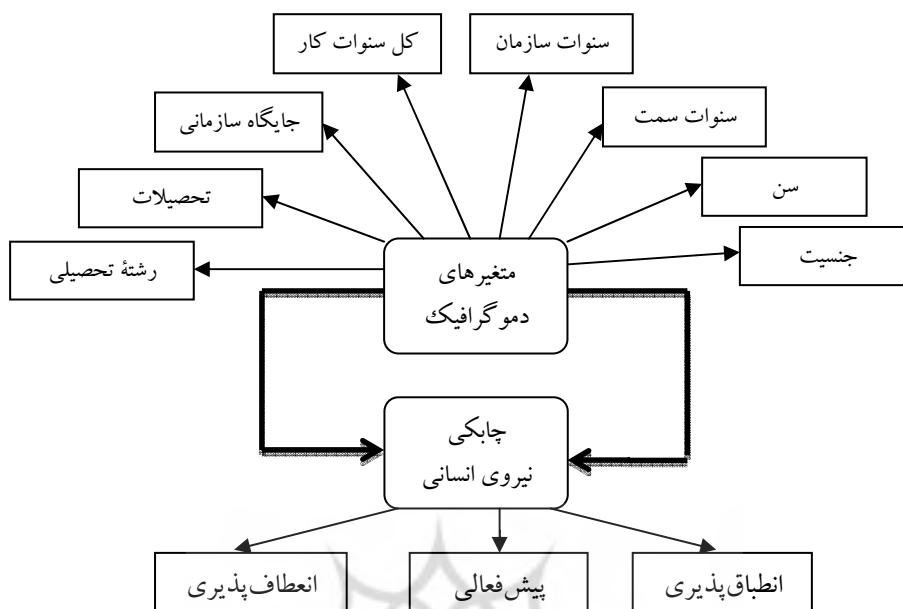 سنوات سازمان
کل سنوات کار
سنوات سمت
جایگاه سازمانی
سن
تحصیلات
جنسیت
رشتهٔ تحصیلی
متغیرهای
دموگرافیک
چابکی
نیروی انسانی
انطباق‌پذیری
پیش‌فعالی
انعطاف‌پذیری